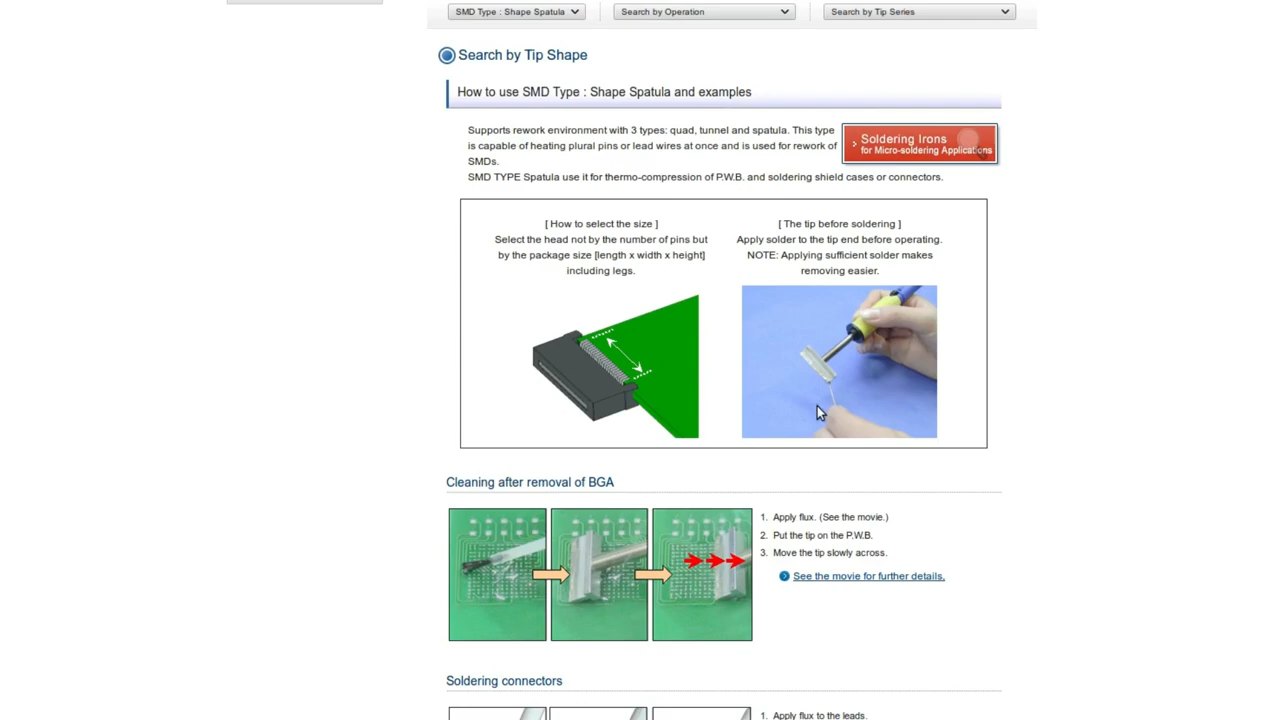 SMD Type : Shape Spatula
Search by Operation
Search by Tip Series
Search by Tip Shape
How to use SMD Type : Shape Spatula and examples
Supports rework environment with 3 types: quad, tunnel and spatula. This type
is capable of heating plural pins or lead wires at once and is used for rework of
SMDs.
SMD TYPE Spatula use it for thermo-compression of P.W.B. and soldering shield cases or connectors.
Soldering Irons
for Micro-soldering Applications
[ How to select the size ]
Select the head not by the number of pins but
by the package size [length x width x height]
including legs.
[ The tip before soldering ]
Apply solder to the tip end before operating.
NOTE: Applying sufficient solder makes
removing easier.
Cleaning after removal of BGA
1. Apply flux. (See the movie.)
2. Put the tip on the P.W.B.
3. Move the tip slowly across.
See the movie for further details.
Soldering connectors
1. Apply flux to the leads.